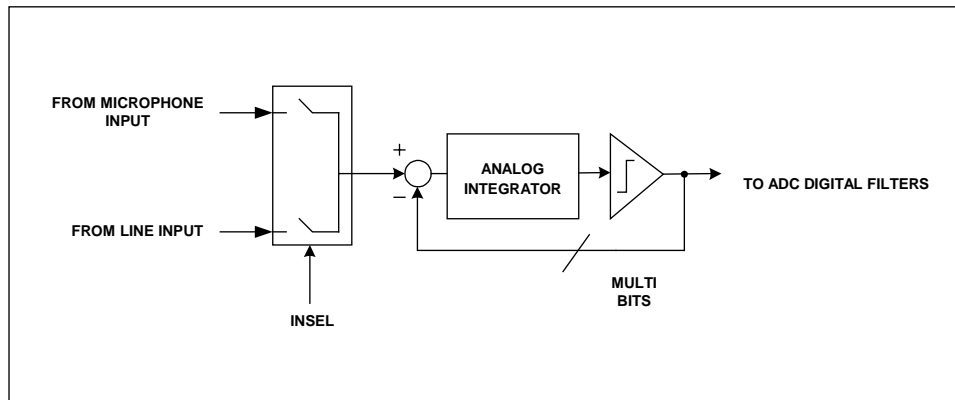 FROM MICROPHONE
INPUT
FROM LINE INPUT
INSEL
+
−
ANALOG
INTEGRATOR
MULTI
BITS
TO ADC DIGITAL FILTERS